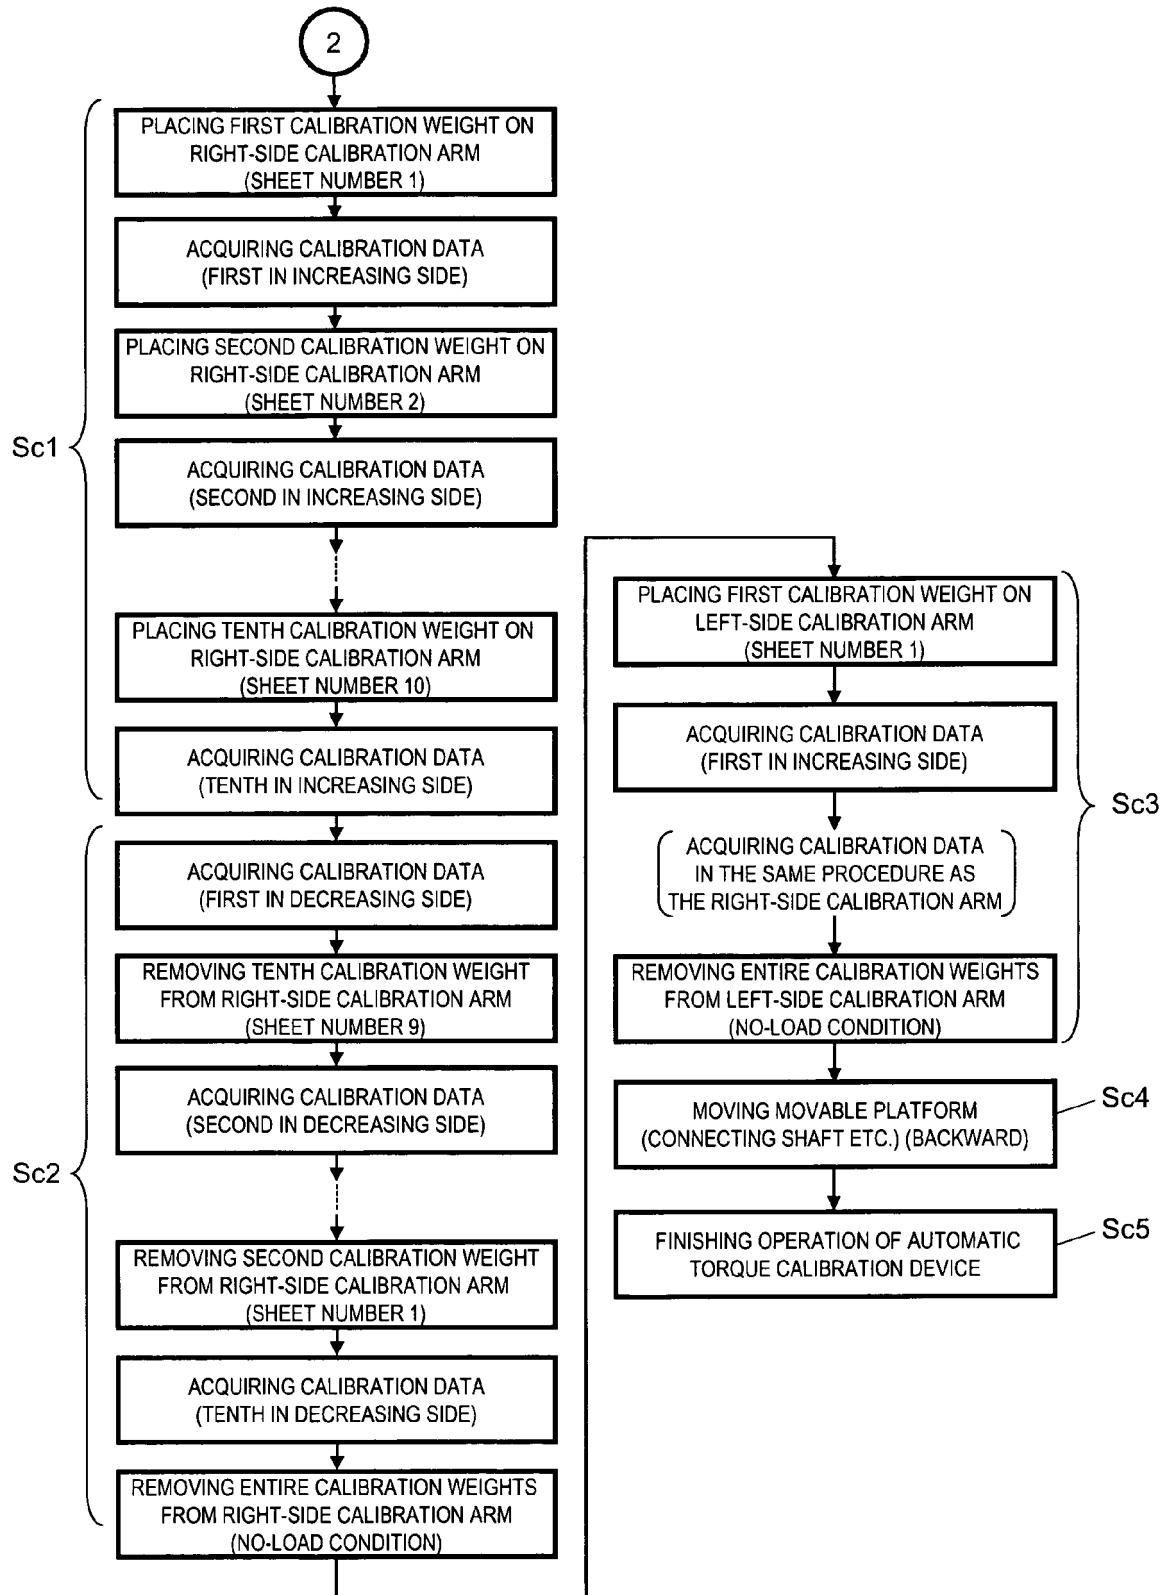 2
PLACING FIRST CALIBRATION WEIGHT ON
RIGHT-SIDE CALIBRATION ARM
(SHEET NUMBER 1)
ACQUIRING CALIBRATION DATA
(FIRST IN INCREASING SIDE)
PLACING SECOND CALIBRATION WEIGHT ON
RIGHT-SIDE CALIBRATION ARM
(SHEET NUMBER 2)
Sc1
ACQUIRING CALIBRATION DATA
(SECOND IN INCREASING SIDE)
PLACING TENTH CALIBRATION WEIGHT ON
RIGHT-SIDE CALIBRATION ARM
(SHEET NUMBER 10)
ACQUIRING CALIBRATION DATA
(TENTH IN INCREASING SIDE)
ACQUIRING CALIBRATION DATA
(FIRST IN DECREASING SIDE)
REMOVING TENTH CALIBRATION WEIGHT
FROM RIGHT-SIDE CALIBRATION ARM
(SHEET NUMBER 9)
ACQUIRING CALIBRATION DATA
(SECOND IN DECREASING SIDE)
Sc2
REMOVING SECOND CALIBRATION WEIGHT
FROM RIGHT-SIDE CALIBRATION ARM
(SHEET NUMBER 1)
ACQUIRING CALIBRATION DATA
(TENTH IN DECREASING SIDE)
REMOVING ENTIRE CALIBRATION WEIGHTS
FROM RIGHT-SIDE CALIBRATION ARM
(NO-LOAD CONDITION)
PLACING FIRST CALIBRATION WEIGHT ON
LEFT-SIDE CALIBRATION ARM
(SHEET NUMBER 1)
ACQUIRING CALIBRATION DATA
(FIRST IN INCREASING SIDE)
Sc3
ACQUIRING CALIBRATION DATA
IN THE SAME PROCEDURE AS
THE RIGHT-SIDE CALIBRATION ARM
REMOVING ENTIRE CALIBRATION WEIGHTS
FROM LEFT-SIDE CALIBRATION ARM
(NO-LOAD CONDITION)
Sc4
MOVING MOVABLE PLATFORM
(CONNECTING SHAFT ETC.) (BACKWARD)
Sc5
FINISHING OPERATION OF AUTOMATIC
TORQUE CALIBRATION DEVICE